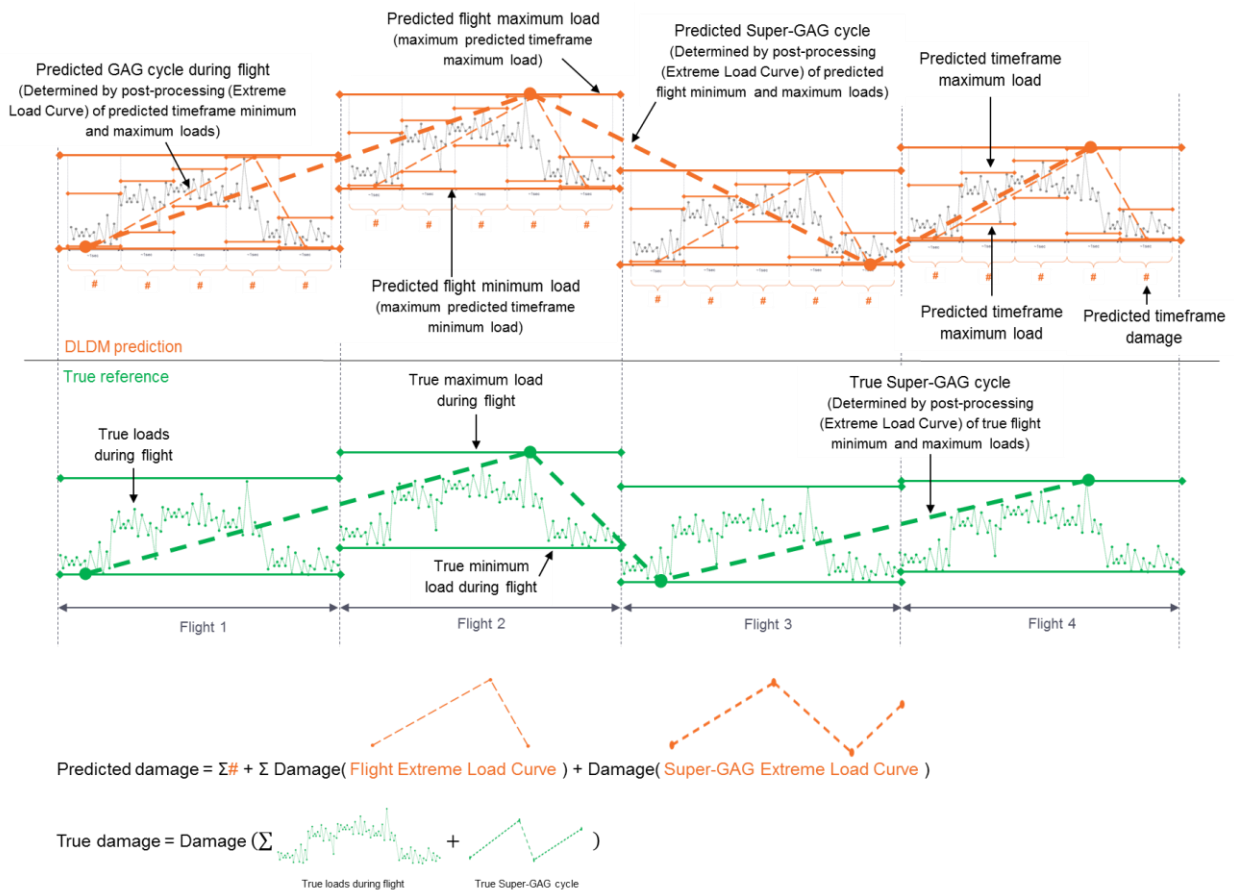 Predicted flight maximum load
(maximum predicted timeframe
maximum load)
Predicted Super-GAG cycle
(Determined by post-processing
(Extreme Load Curve) of predicted
flight minimum and maximum loads)
Predicted timeframe
maximum load
Predicted GAG cycle during flight
(Determined by post-processing (Extreme
Load Curve) of predicted timeframe minimum
and maximum loads)
# # # # #
# # # # #
# # # # #
# # # # #
Predicted flight minimum load
(maximum predicted timeframe
minimum load)
Predicted timeframe
maximum load
Predicted timeframe
damage
DLDM prediction
True reference
True loads
during flight
True maximum load
during flight
True minimum
load during flight
True Super-GAG cycle
(Determined by post-processing
(Extreme Load Curve) of true flight
minimum and maximum loads)
Flight 1
Flight 2
Flight 3
Flight 4
Predicted damage = Σ# + Σ Damage( Flight Extreme Load Curve ) + Damage( Super-GAG Extreme Load Curve )
True damage = Damage (Σ + )
True loads during flight
True Super-GAG cycle